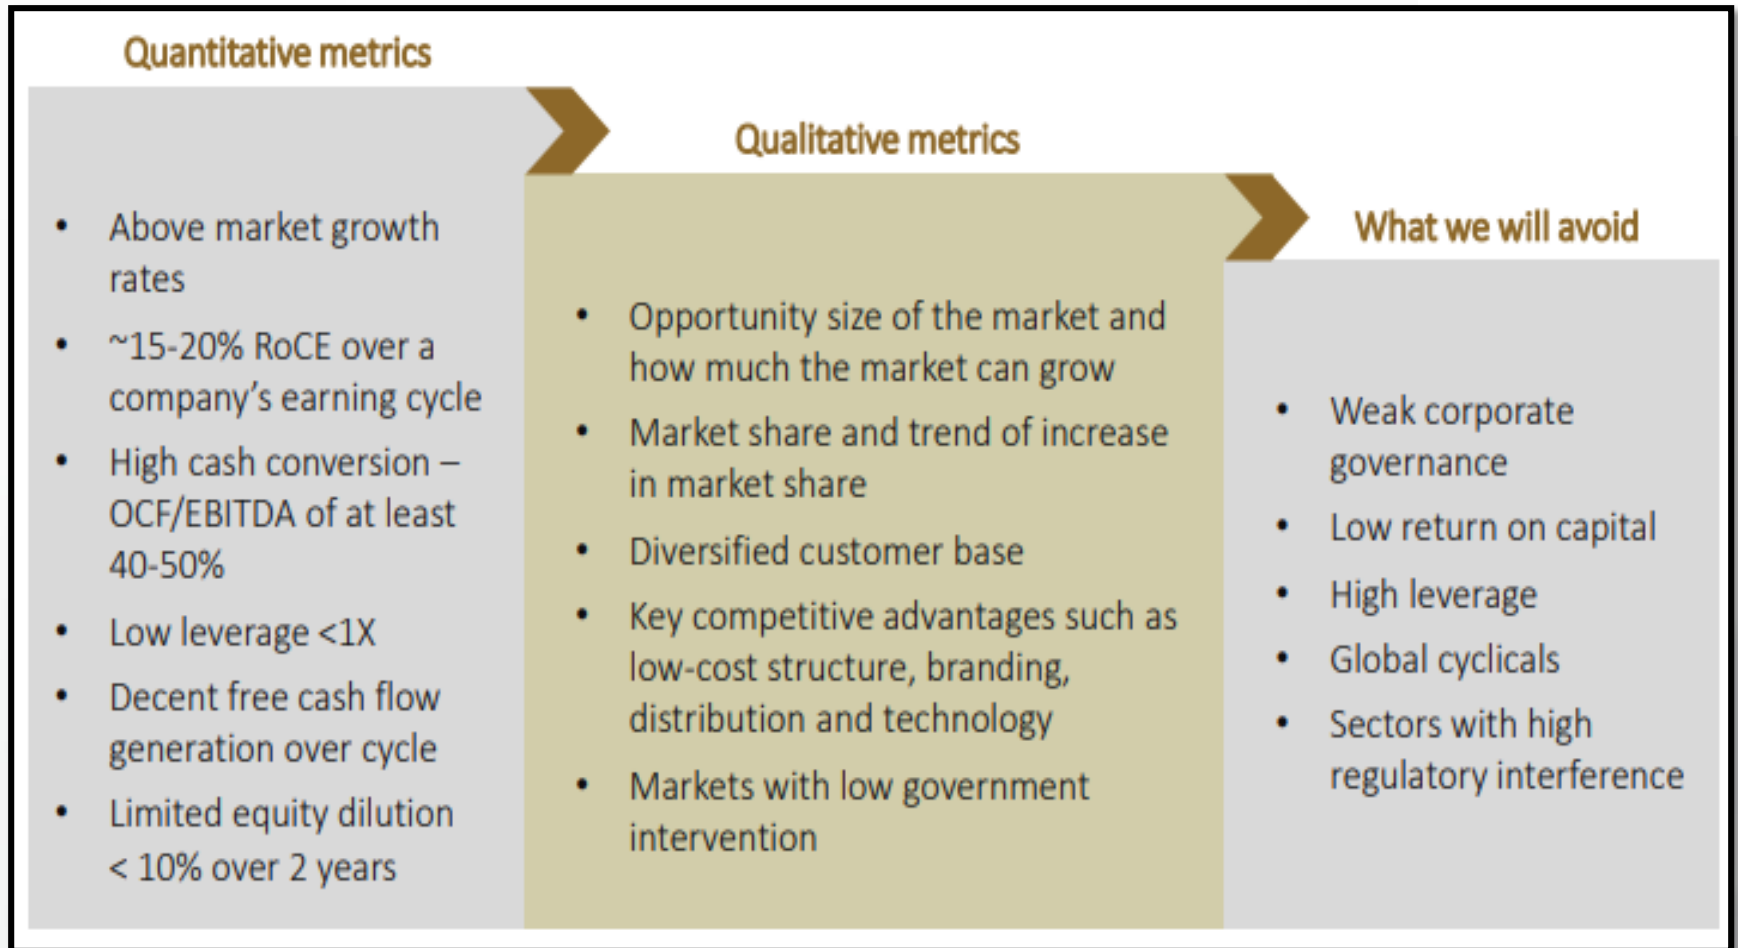 Quantitative metrics
• Above market growth
rates
• ~15-20% RoCE over a
company’s earning cycle
• High cash conversion –
OCF/EBITDA of at least
40-50%
• Low leverage <1X
• Decent free cash flow
generation over cycle
• Limited equity dilution
< 10% over 2 years
Qualitative metrics
• Opportunity size of the market and
how much the market can grow
• Market share and trend of increase
in market share
• Diversified customer base
• Key competitive advantages such as
low-cost structure, branding,
distribution and technology
• Markets with low government
intervention
What we will avoid
• Weak corporate
governance
• Low return on capital
• High leverage
• Global cyclicals
• Sectors with high
regulatory interference